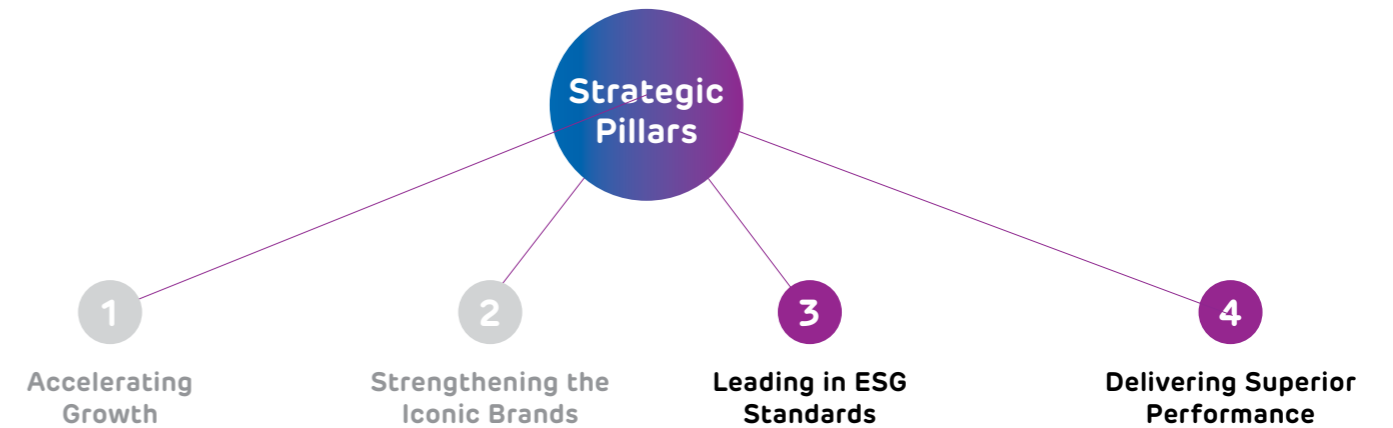 Strategic
Pillars
1
2
3
4
Accelerating
Growth
Strengthening the
Iconic Brands
Leading in ESG
Standards
Delivering Superior
Performance